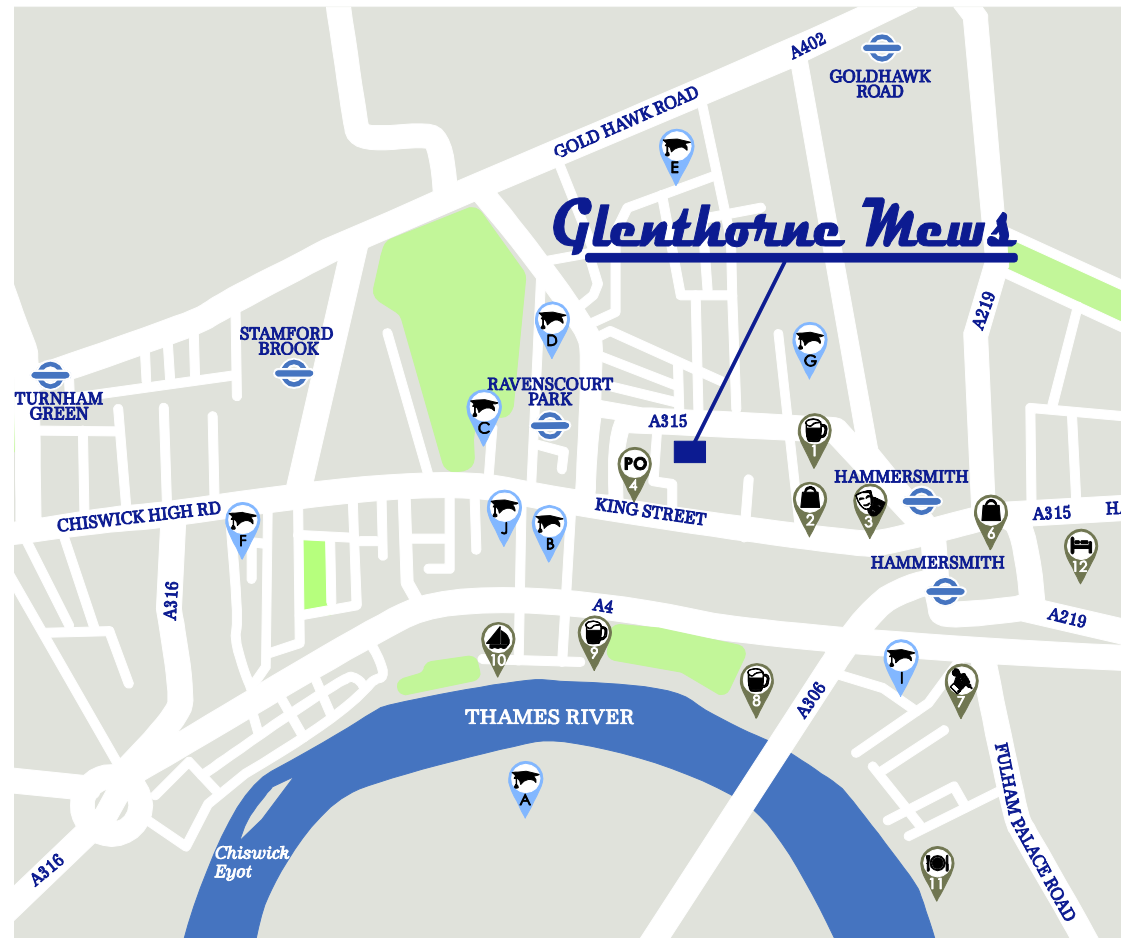 A402
GOLDHAWK
ROAD
GOLD HAWK ROAD
E
Glenthorne Mews
A219
D
STAMFORD
BROOK
G
TURNHAM
GREEN
RAVENSCOURT
PARK
C
A315
1
PO
4
HAMMERSMITH
2
3
6
A315
HA
CHISWICK HIGH RD
F
J
B
KING STREET
12
HAMMERSMITH
A316
A4
A219
10
9
I
7
8
A306
THAMES RIVER
A
FULHAM PALACE ROAD
Chiswick
Eyot
A316
11